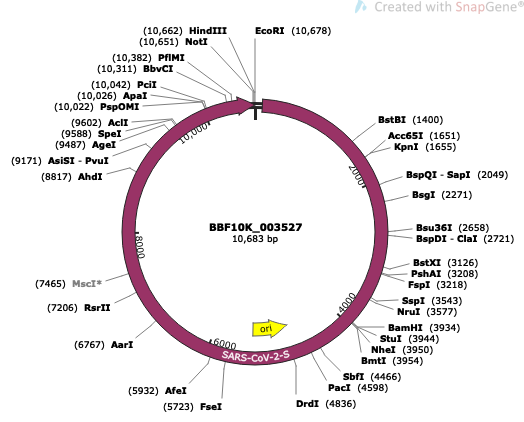 Created with SnapGene®
(10,662) HindIII
EcoRI (10,678)
(10,651) NotI
(10,382) PflMI
(10,311) BbvCI
(10,042) PciI
(10,026) ApaI
(10,022) PspOMI
(9602) AclI
(9588) SpeI
(9487) AgeI
(9171) AsiSI - PvuI
(8817) AhdI
(7465) MscI*
(7206) RsrII
(6767) AarI
(5932) AfeI
(5723) FseI
BstBI (1400)
Acc65I (1651)
KpnI (1655)
BspQI - SapI (2049)
BsgI (2271)
Bsu36I (2658)
BspDI - ClaI (2721)
BstXI (3126)
PshAI (3208)
FspI (3218)
SspI (3543)
NruI (3577)
BamHI (3934)
StuI (3944)
NheI (3950)
BmtI (3954)
SbfI (4466)
PacI (4598)
DrdI (4836)
2000
4000
6000
8000
10,000
BBF10K_003527
10,683 bp
ori
SARS-CoV-2-S